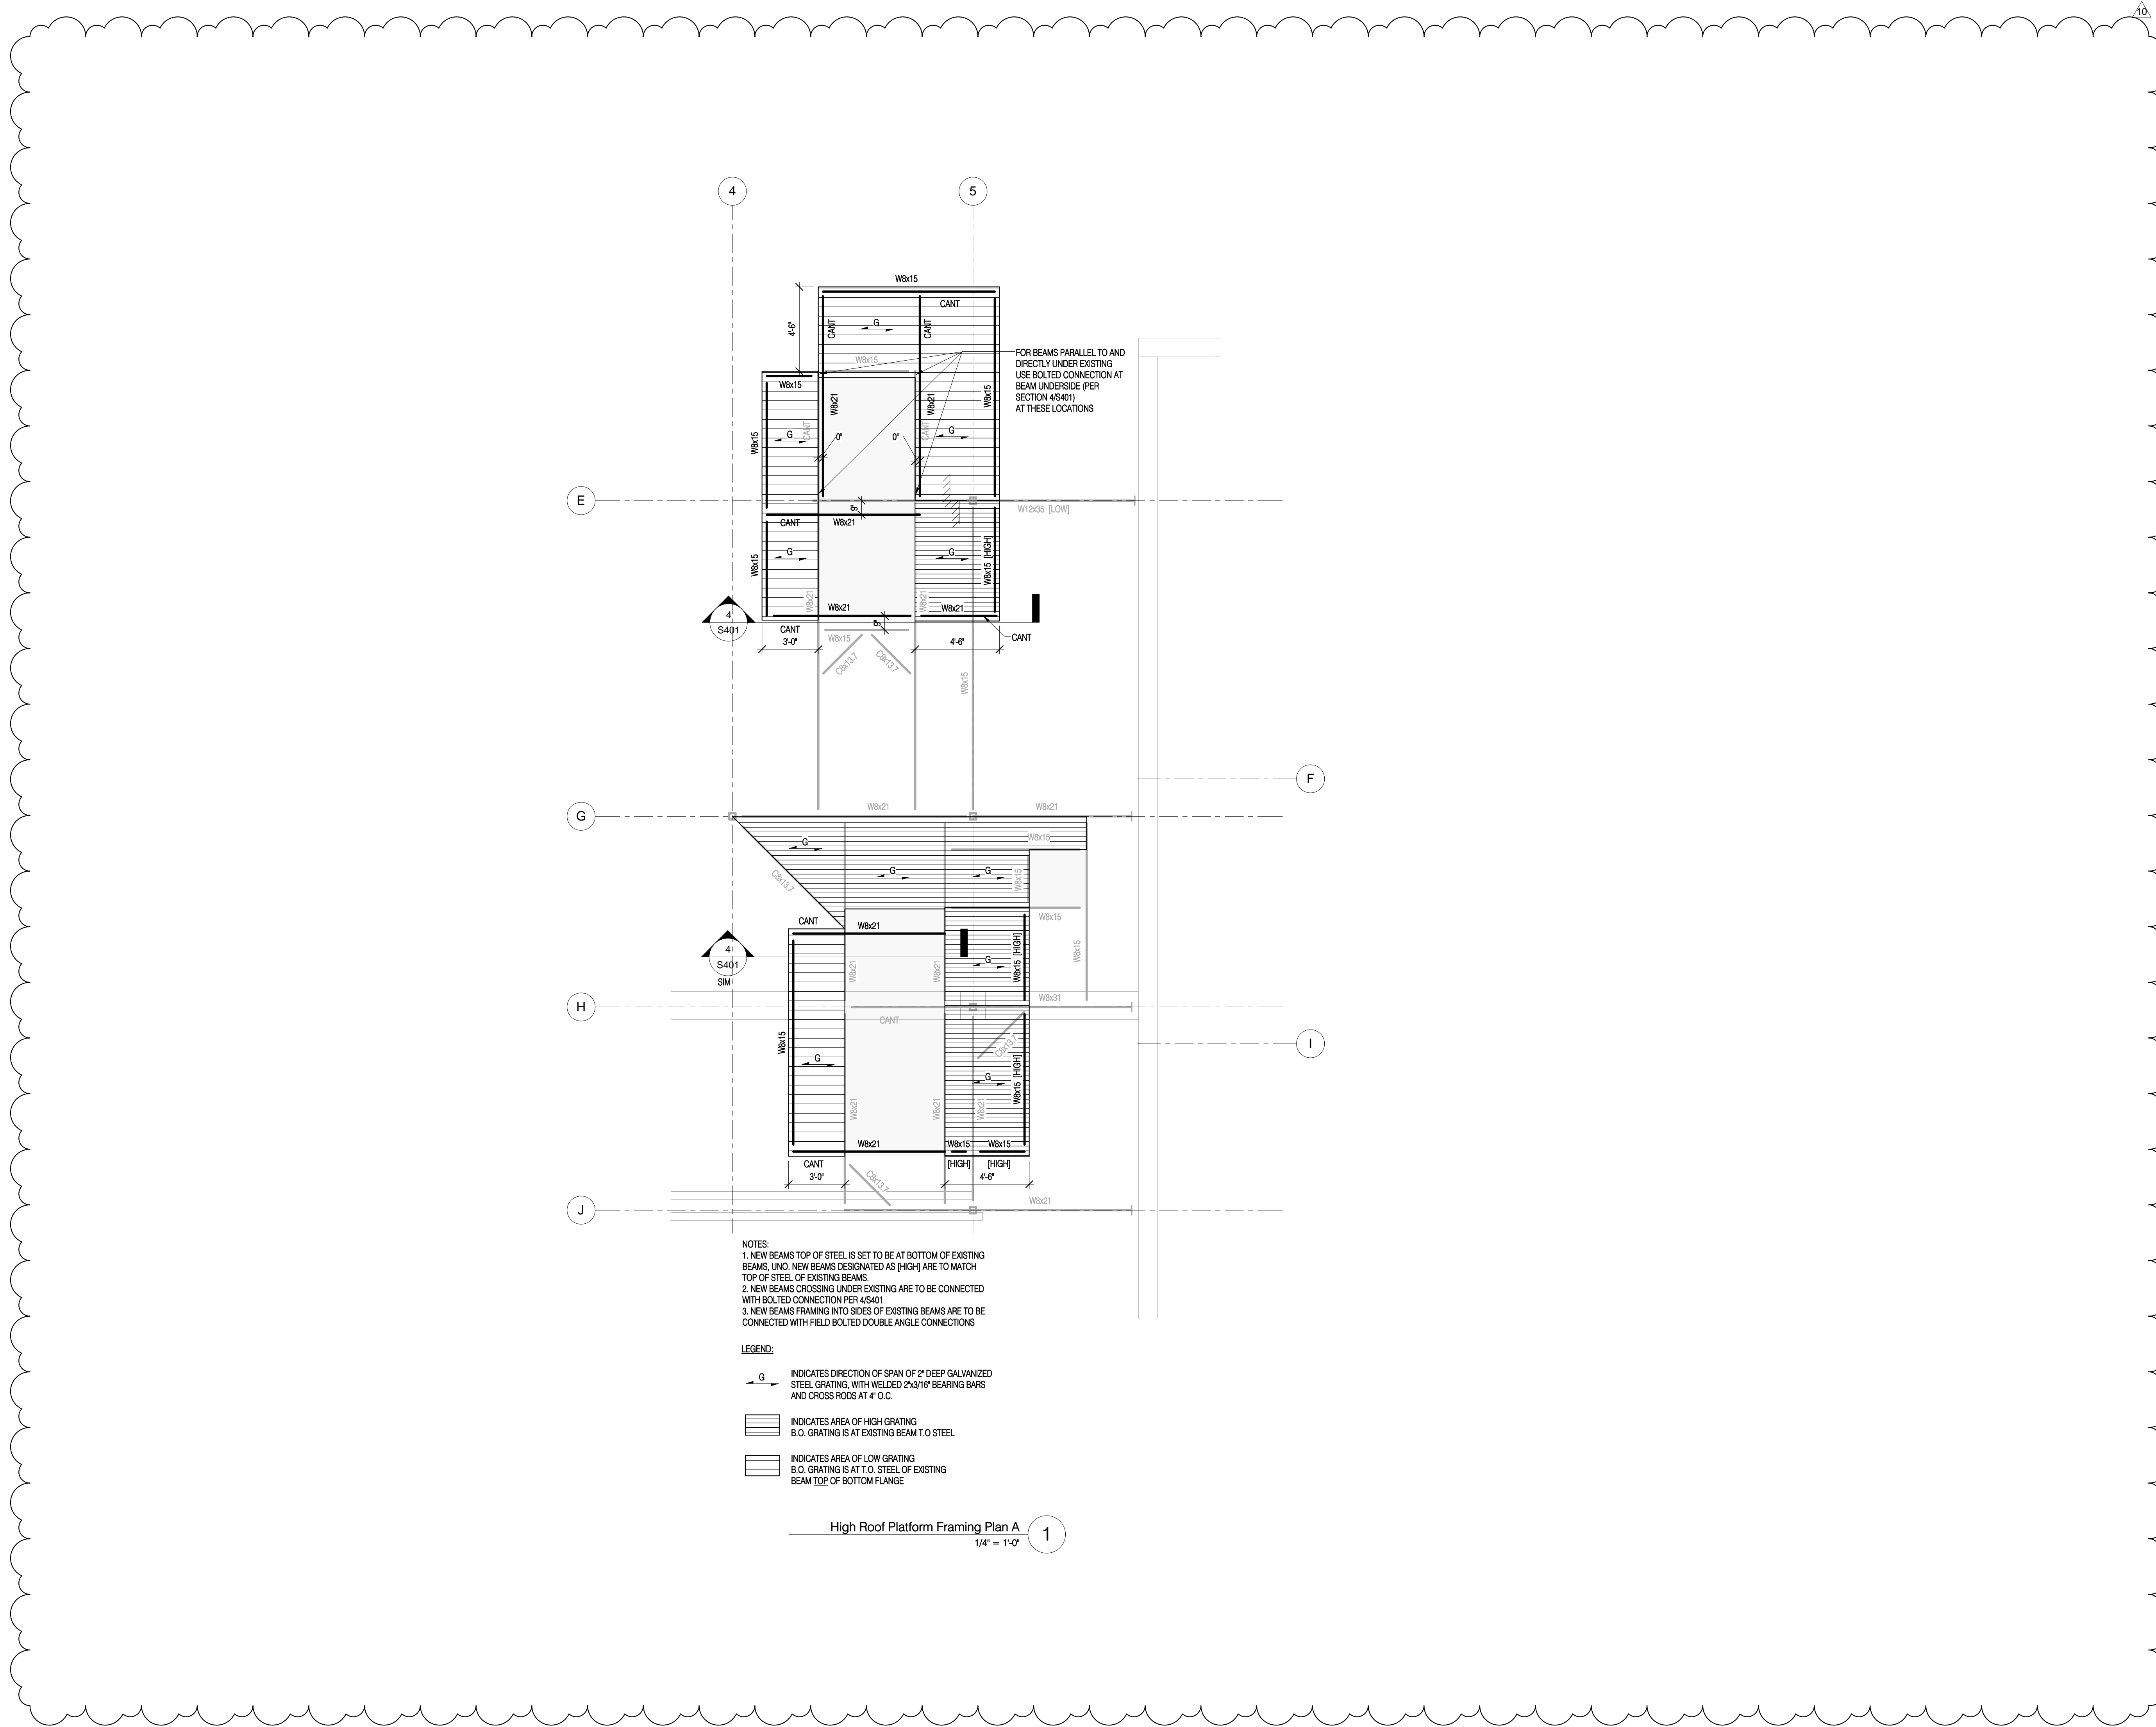 10
4
5
W8x15
CANT
G
CANT
CANT
4'-6"
W8x15
FOR BEAMS PARALLEL TO AND
DIRECTLY UNDER EXISTING
USE BOLTED CONNECTION AT
BEAM UNDERSIDE (PER
SECTION 4/S401)
AT THESE LOCATIONS
W8x15
W8x21
W8x21
W8x15
W8x15
G
CANT
0"
0"
CANT
G
E
W12x35 [LOW]
CANT
W8x21
W8x15
G
G
W8x15 [HIGH]
W8x21
W8x21
W8x21
W8x21
4
S401
CANT
3'-0"
W8x15
4'-6"
CANT
C8x13.7
C8x13.7
W8x15
F
W8x21
W8x21
G
W8x15
G
G
G
C8x13.7
W8x15
CANT
W8x21
W8x15
4
S401
SIM
W8x21
W8x21
G
W8x15 [HIGH]
W8x15
H
W8x31
CANT
W8x15
I
C8x13.7
G
G
W8x15 [HIGH]
W8x21
W8x21
W8x21
W8x21
W8x15
W8x15
CANT
[HIGH]
[HIGH]
3'-0"
4'-6"
C8x13.7
W8x21
J
NOTES:
1. NEW BEAMS TOP OF STEEL IS SET TO BE AT BOTTOM OF EXISTING
BEAMS, UNO. NEW BEAMS DESIGNATED AS [HIGH] ARE TO MATCH
TOP OF STEEL OF EXISTING BEAMS.
2. NEW BEAMS CROSSING UNDER EXISTING ARE TO BE CONNECTED
WITH BOLTED CONNECTION PER 4/S401
3. NEW BEAMS FRAMING INTO SIDES OF EXISTING BEAMS ARE TO BE
CONNECTED WITH FIELD BOLTED DOUBLE ANGLE CONNECTIONS
LEGEND:
G
INDICATES DIRECTION OF SPAN OF 2" DEEP GALVANIZED
STEEL GRATING, WITH WELDED 2"x3/16" BEARING BARS
AND CROSS RODS AT 4" O.C.
INDICATES AREA OF HIGH GRATING
B.O. GRATING IS AT EXISTING BEAM T.O STEEL
INDICATES AREA OF LOW GRATING
B.O. GRATING IS AT T.O. STEEL OF EXISTING
BEAM TOP OF BOTTOM FLANGE
High Roof Platform Framing Plan A
1
1/4" = 1'-0"